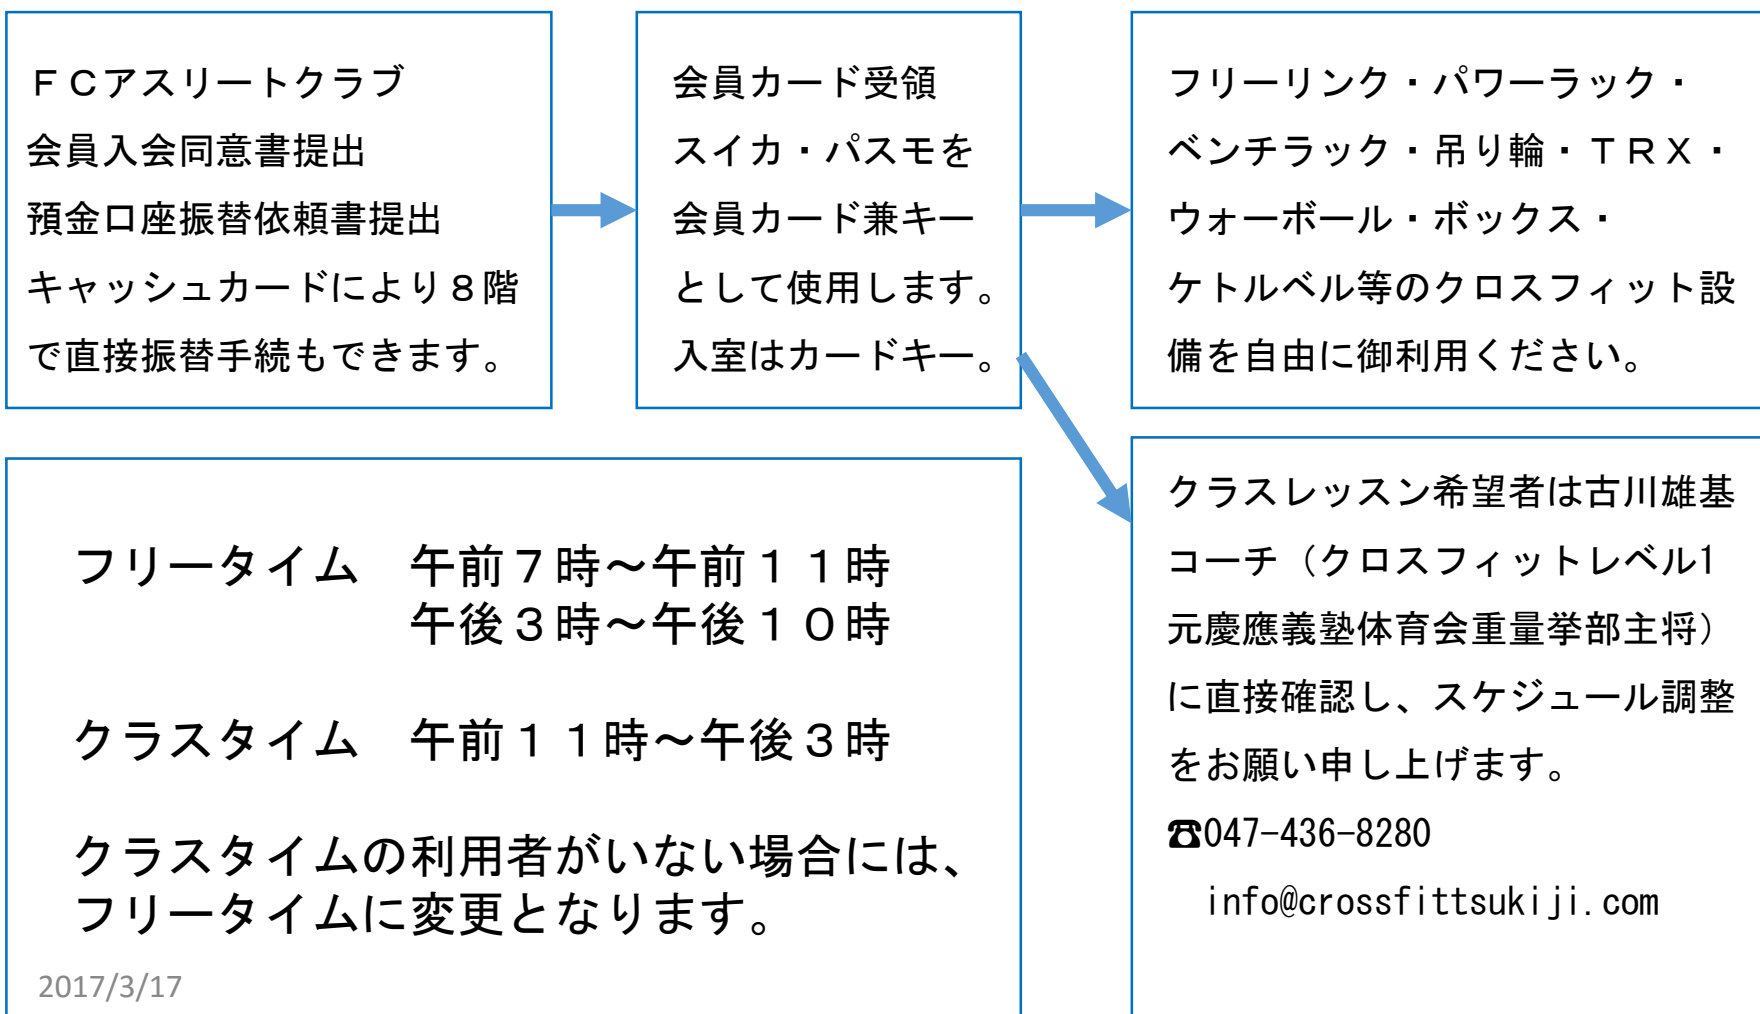 ＦＣアスリートクラブ
会員入会同意書提出
預金口座振替依頼書提出
キャッシュカードにより８階
で直接振替手続もできます。
会員カード受領
スイカ・パスモを
会員カード兼キー
として使用します。
入室はカードキー。
フリーリンク・パワーラック・
ベンチラック・吊り輪・ＴＲＸ・
ウォーボール・ボックス・
ケトルベル等のクロスフィット設
備を自由に御利用ください。
フリータイム　午前７時～午前１１時
午後３時～午後１０時
クラスタイム　午前１１時～午後３時
クラスタイムの利用者がいない場合には、
フリータイムに変更となります。
2017/3/17
クラスレッスン希望者は古川雄基
コーチ（クロスフィットレベル1
元慶應義塾体育会重量挙部主将）
に直接確認し、スケジュール調整
をお願い申し上げます。
☎047-436-8280
info@crossfittsukiji.com